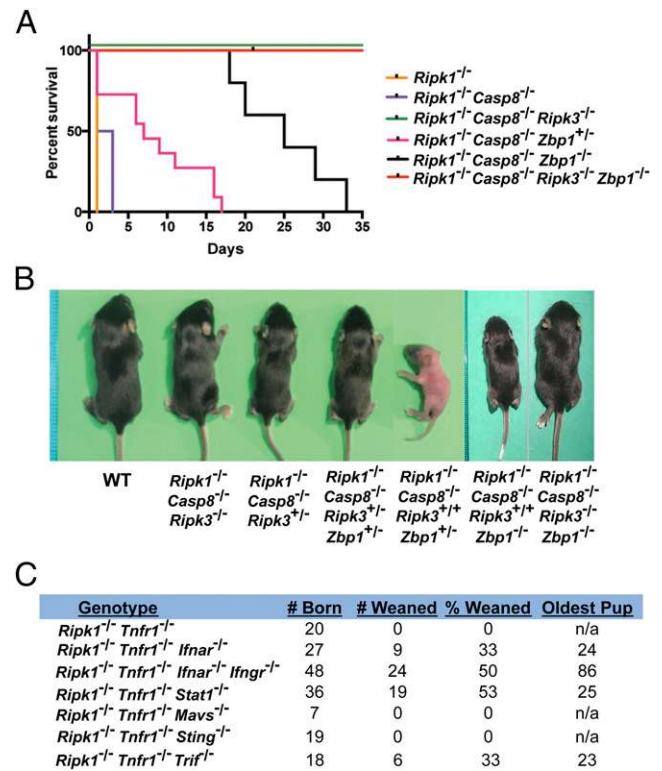 A
Percent survival
100
50
0
0 5 10 15 20 25 30 35
Days
Ripk1-/-
Ripk1-/- Casp8-/-
Ripk1-/- Casp8-/- Ripk3-/-
Ripk1-/- Casp8-/- Zbp1+/-
Ripk1-/- Casp8-/- Zbp1-/-
Ripk1-/- Casp8-/- Ripk3-/- Zbp1-/-
B
WT
Ripk1-/-
Casp8-/-
Ripk3-/-
Ripk1-/-
Casp8-/-
Ripk3+/-
Ripk1-/-
Casp8-/-
Ripk3+/-
Zbp1+/-
Ripk1-/-
Casp8-/-
Ripk3+/+
Zbp1+/-
Ripk1-/-
Casp8-/-
Ripk3+/+
Zbp1-/-
Ripk1-/-
Casp8-/-
Ripk3-/-
Zbp1-/-
C
Genotype # Born # Weaned % Weaned Oldest Pup
Ripk1-/- Tnfr1-/- 20 0 0 n/a
Ripk1-/- Tnfr1-/- Ifnar-/- 27 9 33 24
Ripk1-/- Tnfr1-/- Ifnar-/- Ifngr-/- 48 24 50 86
Ripk1-/- Tnfr1-/- Stat1-/- 36 19 53 25
Ripk1-/- Tnfr1-/- Mavs-/- 7 0 0 n/a
Ripk1-/- Tnfr1-/- Sting-/- 19 0 0 n/a
Ripk1-/- Tnfr1-/- Trif-/- 18 6 33 23